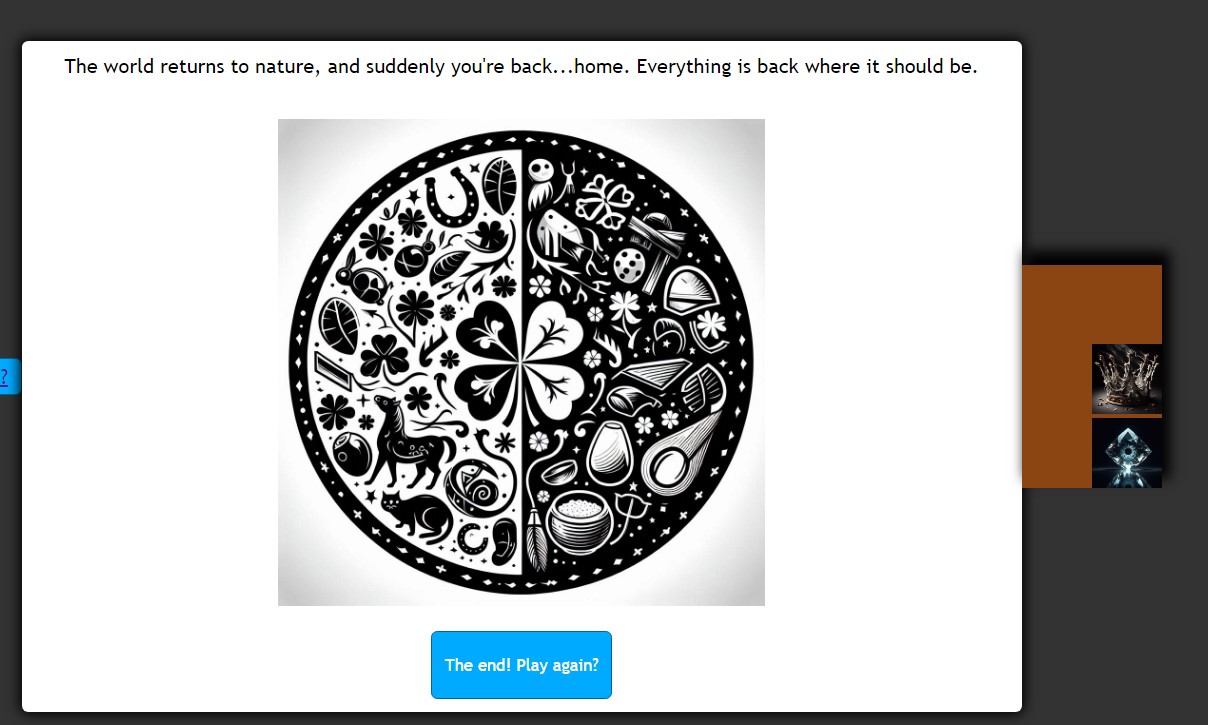 The world returns to nature, and suddenly you're back...home. Everything is back where it should be.
?
The end! Play again?